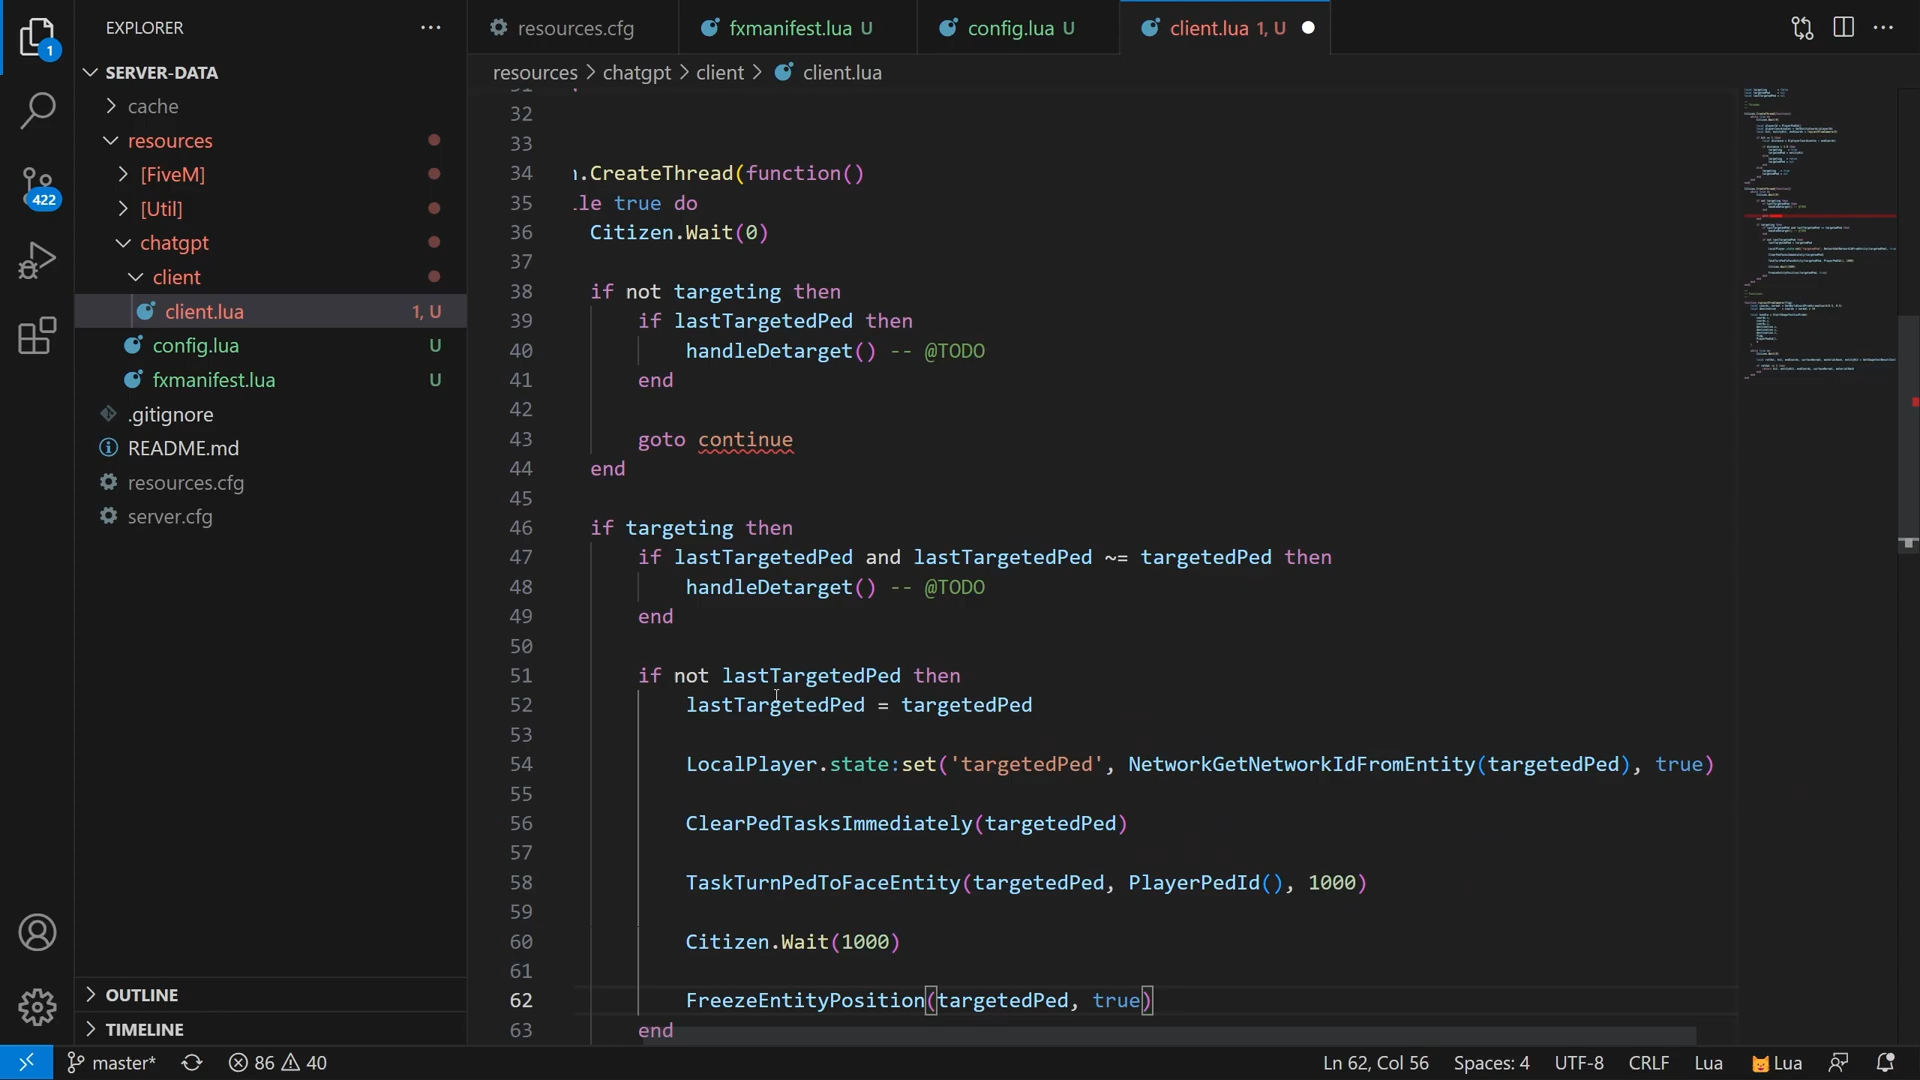 EXPLORER
resources.cfg
fxmanifest.lua U
config.lua U
client.lua 1, U
SERVER-DATA
resources > chatgpt > client > client.lua
cache
resources
[FiveM]
[Util]
chatgpt
client
client.lua 1, U
config.lua U
fxmanifest.lua U
.gitignore
README.md
resources.cfg
server.cfg
OUTLINE
TIMELINE
1
422
32
33
34 .CreateThread(function()
35 le true do
36 Citizen.Wait(0)
37
38 if not targeting then
39 if lastTargetedPed then
40 handleDetarget() -- @TODO
41 end
42
43 goto continue
44 end
45
46 if targeting then
47 if lastTargetedPed and lastTargetedPed ~= targetedPed then
48 handleDetarget() -- @TODO
49 end
50
51 if not lastTargetedPed then
52 lastTargetedPed = targetedPed
53
54 LocalPlayer.state:set('targetedPed', NetworkGetNetworkIdFromEntity(targetedPed), true)
55
56 ClearPedTasksImmediately(targetedPed)
57
58 TaskTurnPedToFaceEntity(targetedPed, PlayerPedId(), 1000)
59
60 Citizen.Wait(1000)
61
62 FreezeEntityPosition(targetedPed, true)
63 end
master* 86 40
Ln 62, Col 56 Spaces: 4 UTF-8 CRLF Lua Lua